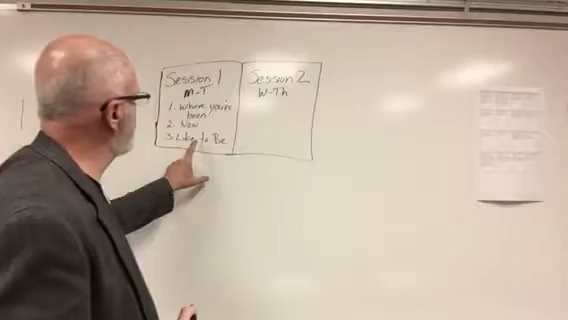 Session 1
M-T
1. Where you've
been
2. Now
3. Like to Be
Session 2
W-Th